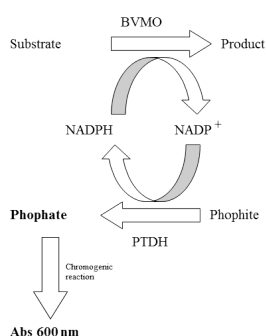 BVMO
Substrate Product
NADPH NADP +
Phophate Phophite
PTDH
Chromogenic
reaction
Abs 600 nm